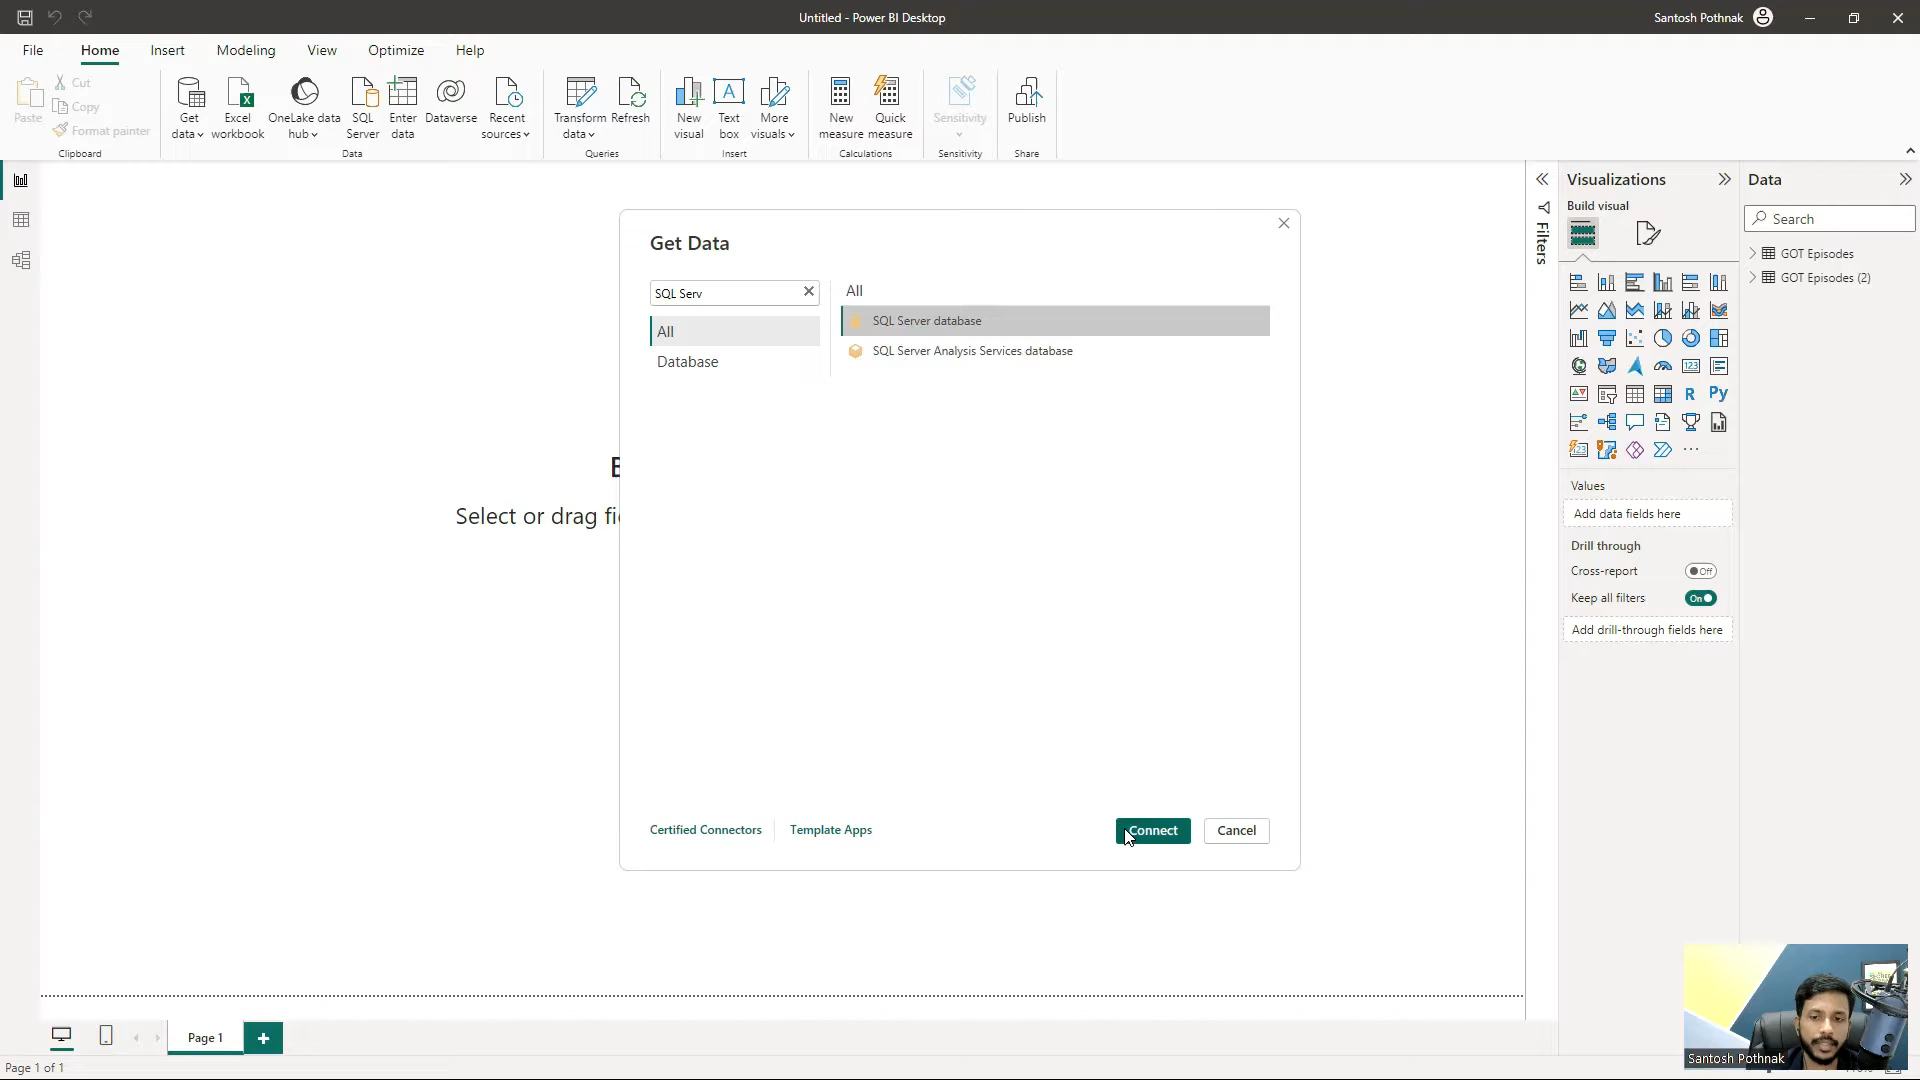 Untitled - Power BI Desktop
Santosh Pothnak
File
Home
Insert
Modeling
View
Optimize
Help
Paste
Cut
Copy
Format painter
Clipboard
Get data
Excel workbook
OneLake data hub
SQL Server
Enter data
Dataverse
Recent sources
Data
Transform data
Refresh
Queries
New visual
Text box
More visuals
Insert
New measure
Quick measure
Calculations
Sensitivity
Sensitivity
Publish
Share
Select or drag fi
Get Data
SQL Serv
All
Database
All
SQL Server database
SQL Server Analysis Services database
Certified Connectors
Template Apps
Connect
Cancel
Filters
Visualizations
Build visual
R
Py
123
Values
Add data fields here
Drill through
Cross-report
Off
Keep all filters
On
Add drill-through fields here
Data
Search
GOT Episodes
GOT Episodes (2)
Page 1
Page 1 of 1
Santosh Pothnak